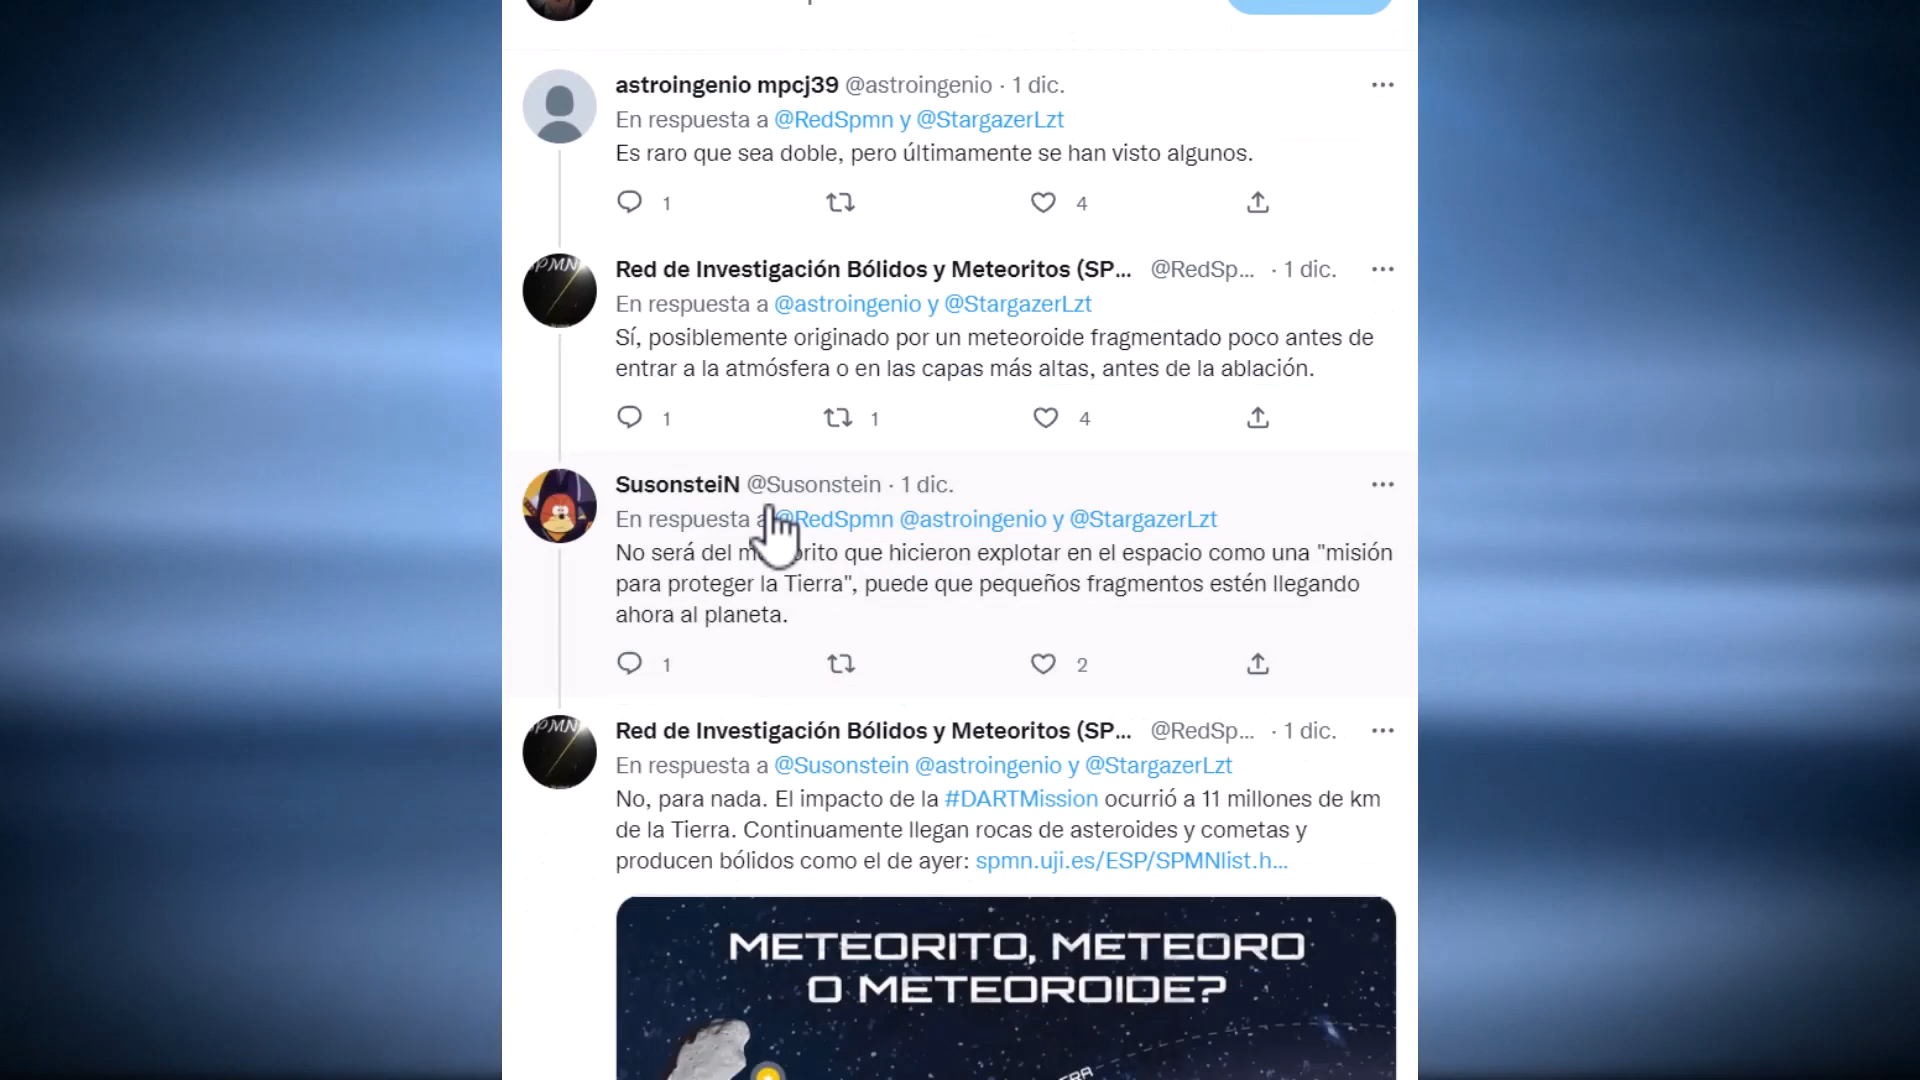 astroingenio mpcj39 @astroingenio · 1 dic.
En respuesta a @RedSpmn y @StargazerLzt
Es raro que sea doble, pero últimamente se han visto algunos.
1 4
SPMN
Red de Investigación Bólidos y Meteoritos (SP... @RedSp... · 1 dic.
En respuesta a @astroingenio y @StargazerLzt
Sí, posiblemente originado por un meteoroide fragmentado poco antes de
entrar a la atmósfera o en las capas más altas, antes de la ablación.
1 1 4
SusonsteiN @Susonstein · 1 dic.
En respuesta a @RedSpmn @astroingenio y @StargazerLzt
No será del que hicieron explotar en el espacio como una "misión
para proteger la Tierra", puede que pequeños fragmentos estén llegando
ahora al planeta.
1 2
SPMN
Red de Investigación Bólidos y Meteoritos (SP... @RedSp... · 1 dic.
En respuesta a @Susonstein @astroingenio y @StargazerLzt
No, para nada. El impacto de la #DARTMission ocurrió a 11 millones de km
de la Tierra. Continuamente llegan rocas de asteroides y cometas y
producen bólidos como el de ayer: spmn.uji.es/ESP/SPMNlist.h...
METEORITO, METEORO
O METEOROIDE?